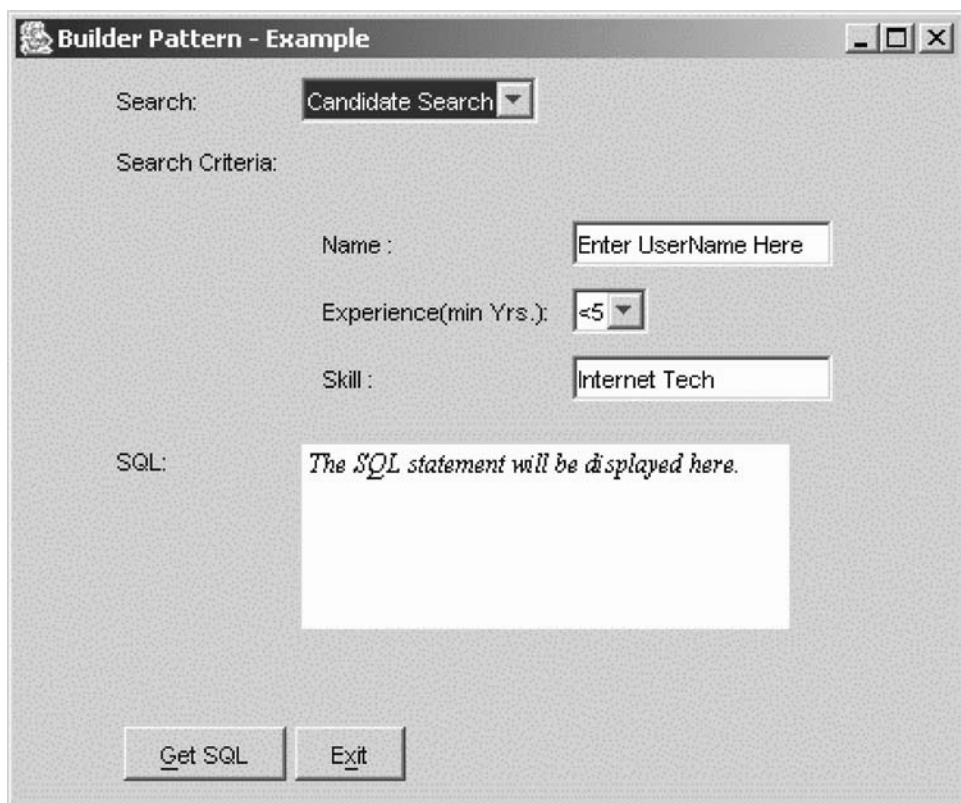 Builder Pattern - Example
Search: Candidate Search
Search Criteria:
Name : Enter UserName Here
Experience(min Yrs.): <5
Skill : Internet Tech
SQL: The SQL statement will be displayed here.
Get SQL Exit